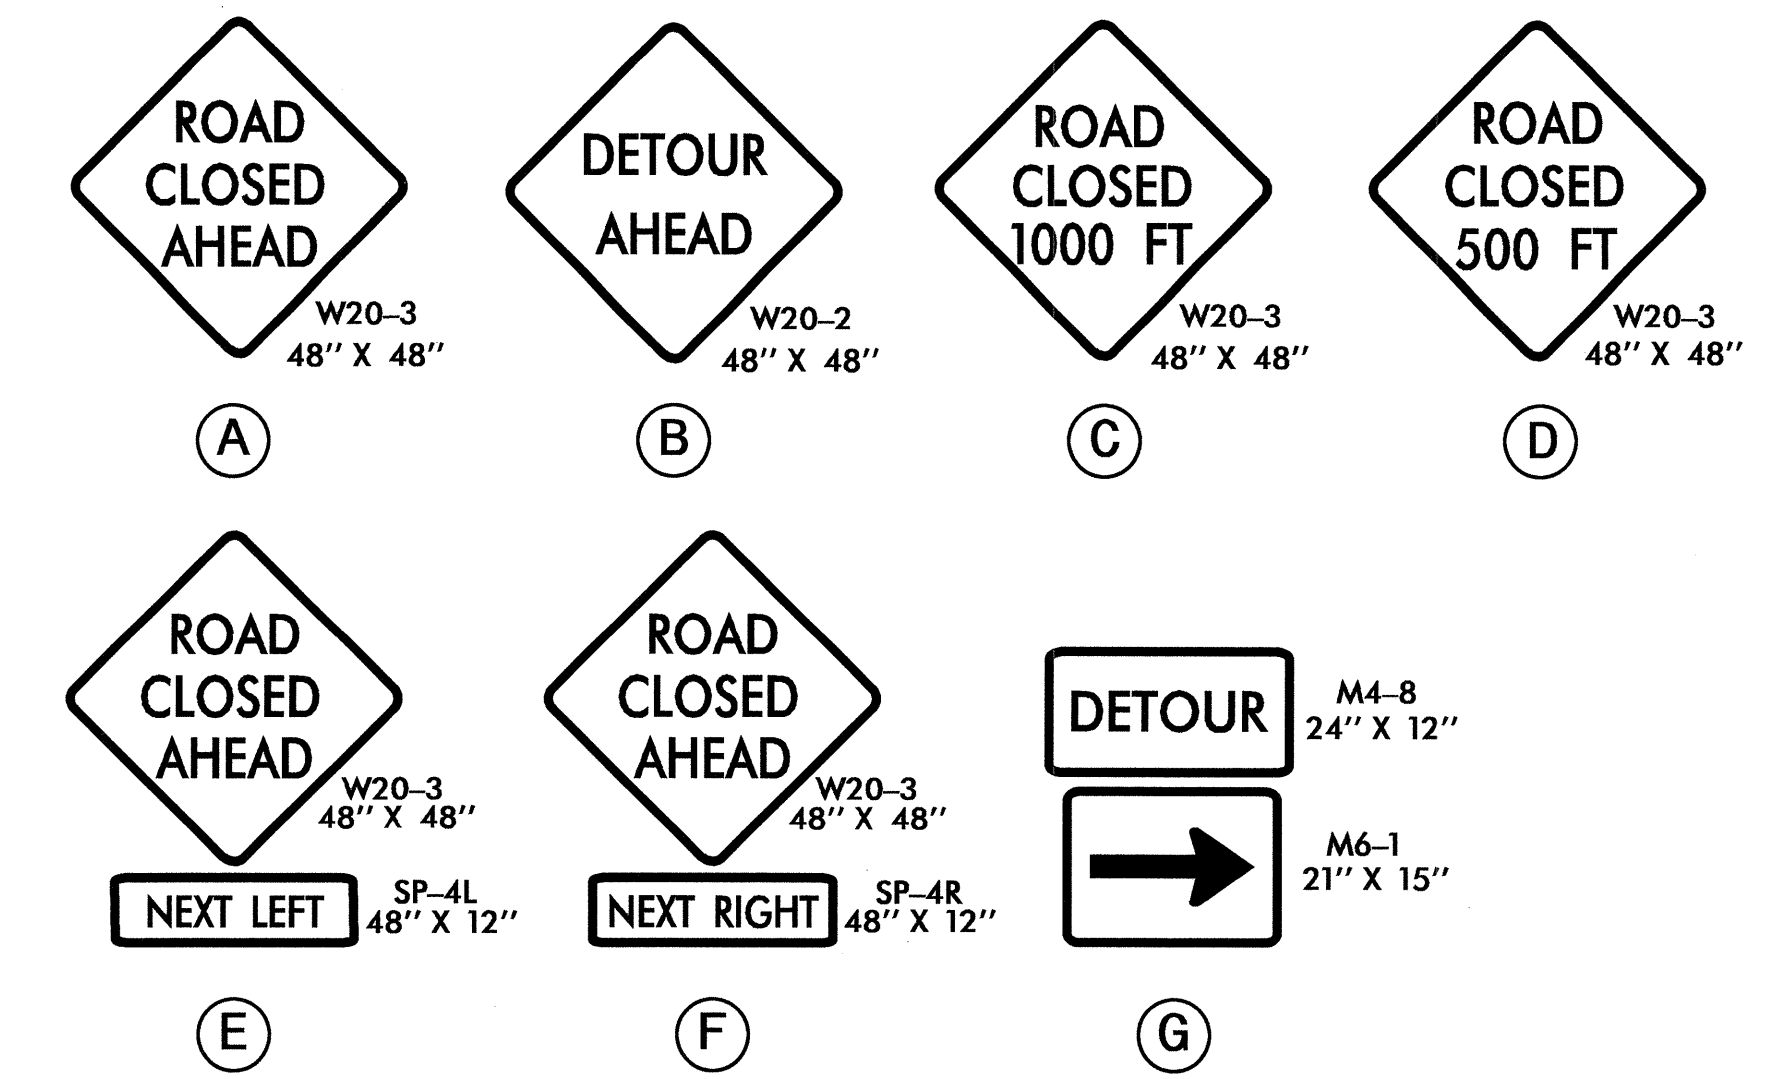 ROAD
CLOSED
AHEAD
W20-3
48" X 48"
A
DETOUR
AHEAD
W20-2
48" X 48"
B
ROAD
CLOSED
1000 FT
W20-3
48" X 48"
C
ROAD
CLOSED
500 FT
W20-3
48" X 48"
D
ROAD
CLOSED
AHEAD
W20-3
48" X 48"
NEXT LEFT
SP-4L
48" X 12"
E
ROAD
CLOSED
AHEAD
W20-3
48" X 48"
NEXT RIGHT
SP-4R
48" X 12"
F
DETOUR
M4-8
24" X 12"
M6-1
21" X 15"
G